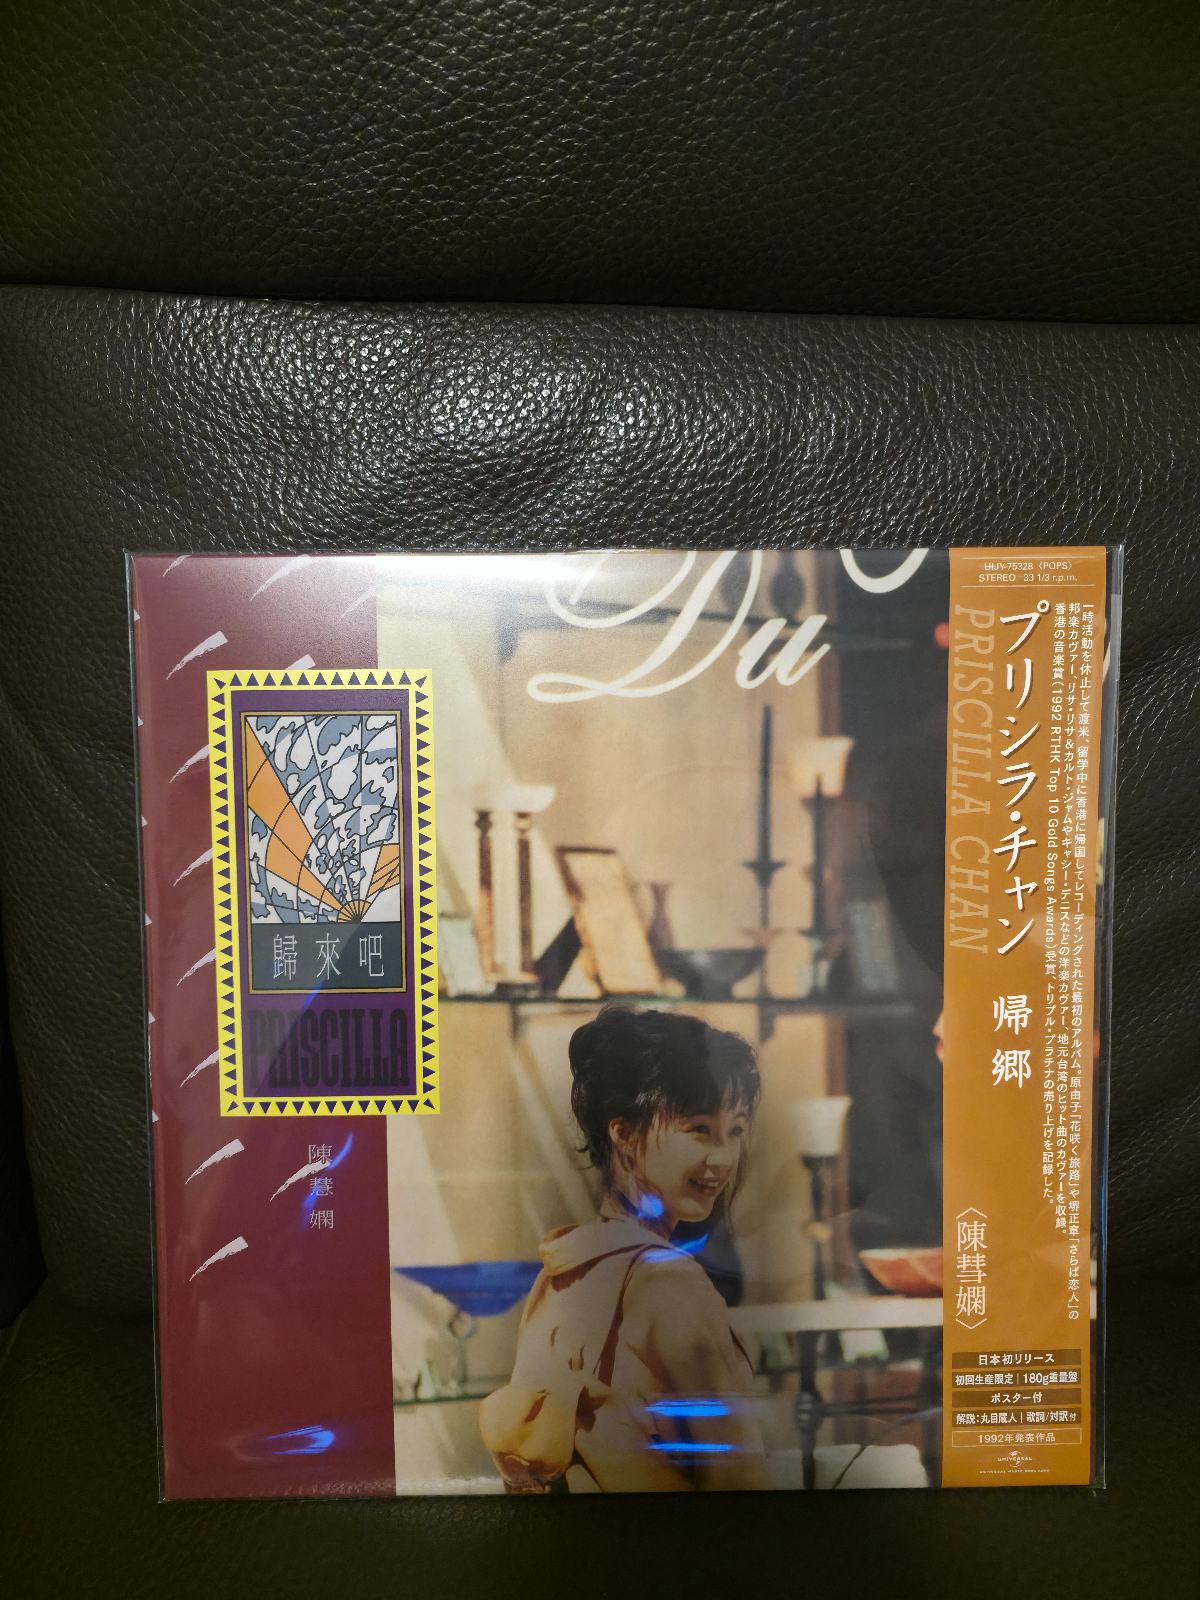 Du
歸來吧
PRISCILLA
陳慧嫻
UIJY-75328〈POPS〉
STEREO 33 1/3 r.p.m.
一時活動を休止して渡米、留学中に香港に帰国してレコーディングされた最初のアルバム。原由子「花咲く旅路」や堺正章「さらば恋人」の
邦楽カヴァー、リサ・リサ&カルト・ジャムやキャシー・デニスなどの洋楽カヴァー、地元台湾のヒット曲のカヴァーを収録。
香港の音楽賞(1992 RTHK Top 10 Gold Songs Awards)受賞、トリプル・プラチナの売り上げを記録した。
プリシラ・チャン 帰郷
PRISCILLA CHAN
〈陳彗嫻〉
日本初リリース
初回生産限定|180g重量盤
ポスター付
解説:丸目蔵人|歌詞/対訳付
1992年発表作品
UNIVERSAL